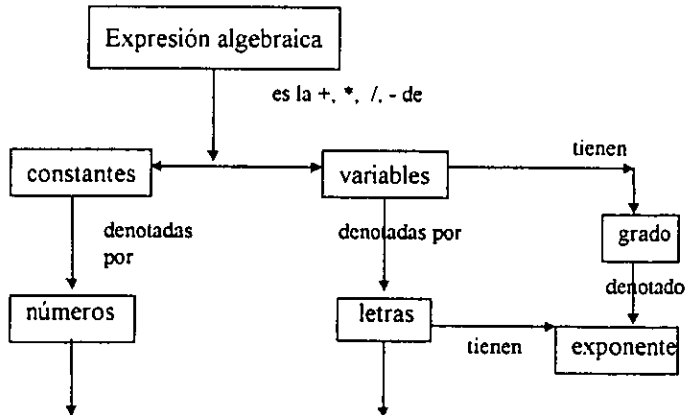 Expresión algebraica
es la +, *, /, - de
constantes
variables
tienen
denotadas
por
denotadas por
grado
denotado
números
letras
tienen
exponente